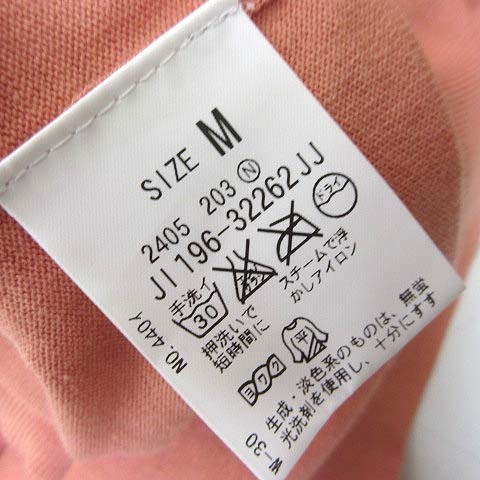 SIZE M
2405 203 Ⓝ
JI196-32262JJ
手洗イ
30
ドライ
押洗いで
短時間に
スチームで浮
かしアイロン
ヨワク
平
生成・淡色系のものは、無蛍
光洗剤を使用し、十分にすす
NO.4401
W-30